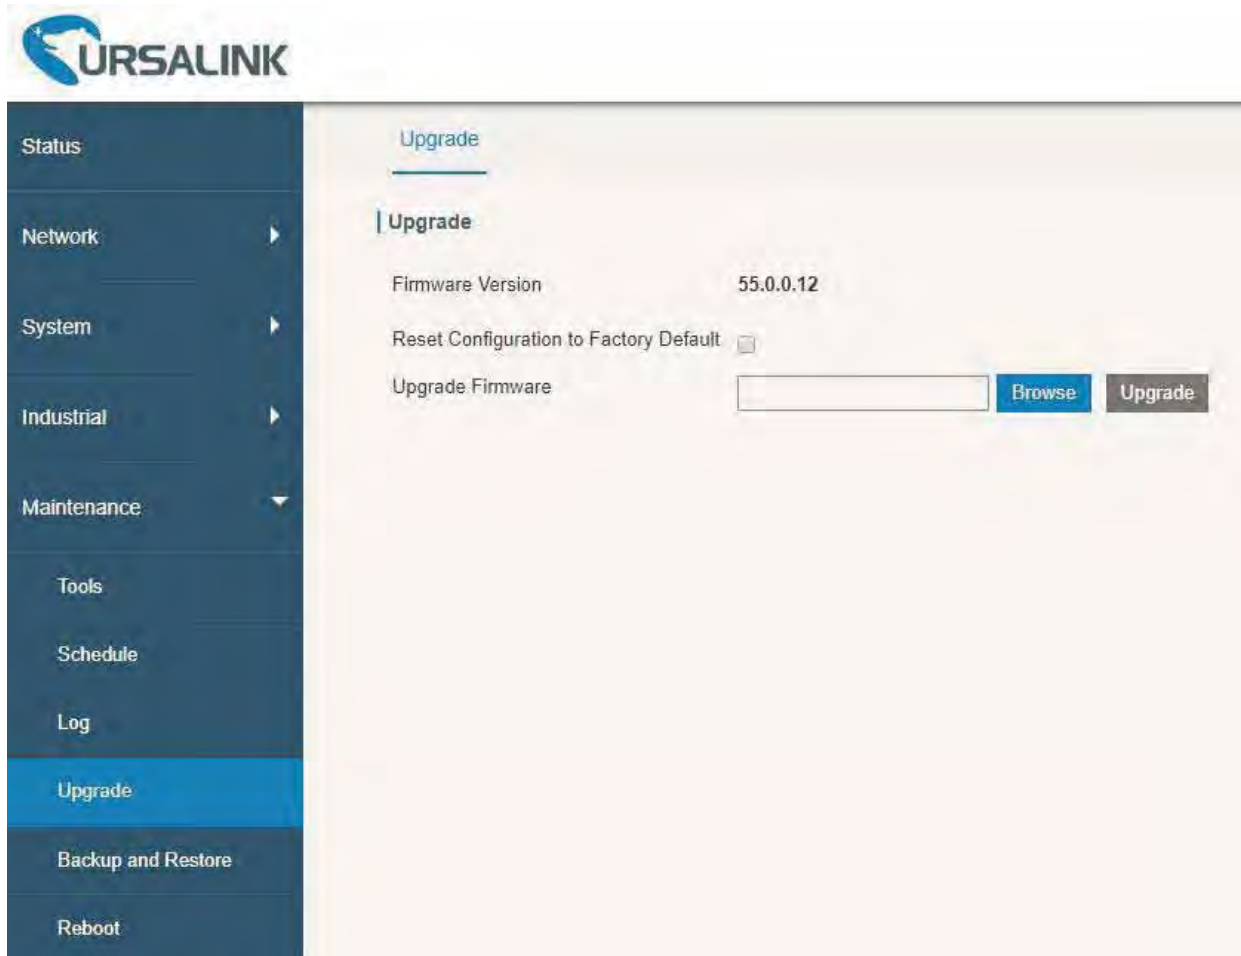 URSALINK
Status
Network
System
Industrial
Maintenance
Tools
Schedule
Log
Upgrade
Backup and Restore
Reboot
Upgrade
Upgrade
Firmware Version 55.0.0.12
Reset Configuration to Factory Default
Upgrade Firmware Browse Upgrade